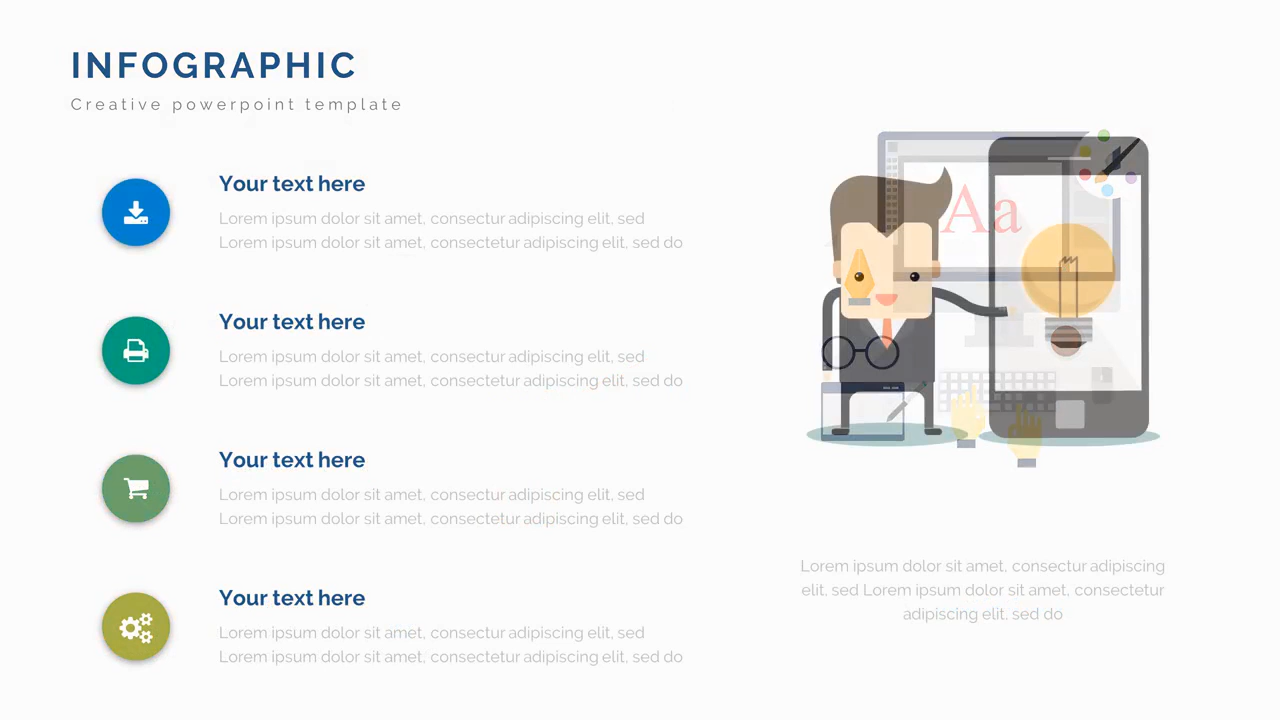 INFOGRAPHIC
Creative powerpoint template
Your text here
Lorem ipsum dolor sit amet, consectur adipiscing elit, sed
Lorem ipsum dolor sit amet, consectetur adipiscing elit, sed do
Your text here
Lorem ipsum dolor sit amet, consectur adipiscing elit, sed
Lorem ipsum dolor sit amet, consectetur adipiscing elit, sed do
Your text here
Lorem ipsum dolor sit amet, consectur adipiscing elit, sed
Lorem ipsum dolor sit amet, consectetur adipiscing elit, sed do
Your text here
Lorem ipsum dolor sit amet, consectur adipiscing elit, sed
Lorem ipsum dolor sit amet, consectetur adipiscing elit, sed do
Aa
Lorem ipsum dolor sit amet, consectur adipiscing
elit, sed Lorem ipsum dolor sit amet, consectetur
adipiscing elit, sed do